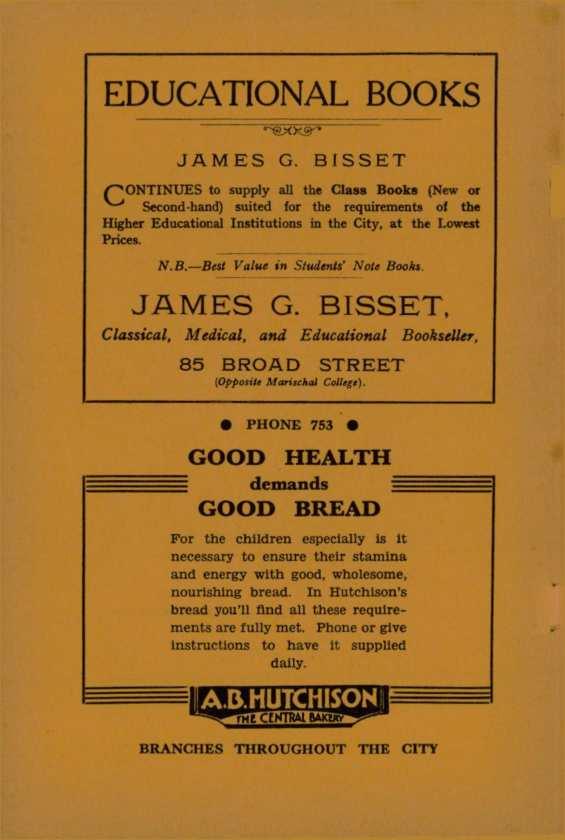 EDUCATIONAL BOOKS
JAMES G. BISSET
CONTINUES to supply all the Class Books (New or
Second-hand) suited for the requirements of the
Higher Educational Institutions in the City, at the Lowest
Prices.
N.B.—Best Value in Students' Note Books.
JAMES G. BISSET,
Classical, Medical, and Educational Bookseller,
85 BROAD STREET
(Opposite Marischal College).
● PHONE 753 ●
GOOD HEALTH
demands
GOOD BREAD
For the children especially is it
necessary to ensure their stamina
and energy with good, wholesome,
nourishing bread. In Hutchison's
bread you'll find all these require-
ments are fully met. Phone or give
instructions to have it supplied
daily.
A.B. HUTCHISON
THE CENTRAL BAKERY
BRANCHES THROUGHOUT THE CITY